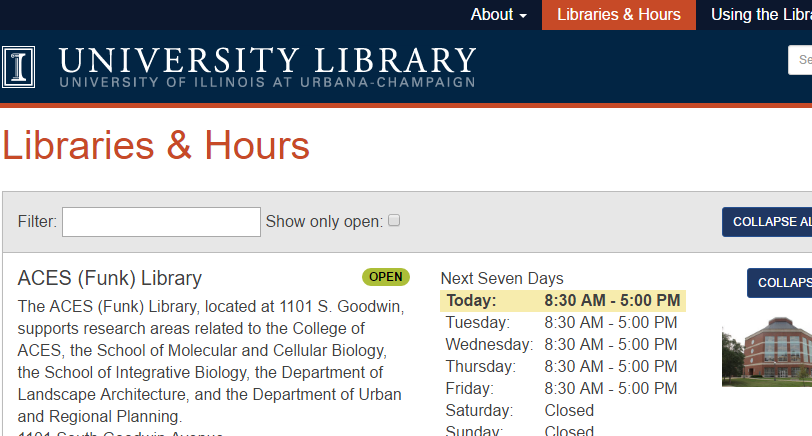 About Libraries & Hours Using the
UNIVERSITY LIBRARY
UNIVERSITY OF ILLINOIS AT URBANA-CHAMPAIGN
Libraries & Hours
Filter: Show only open:
ACES (Funk) Library OPEN
The ACES (Funk) Library, located at 1101 S. Goodwin,
supports research areas related to the College of
ACES, the School of Molecular and Cellular Biology,
the School of Integrative Biology, the Department of
Landscape Architecture, and the Department of Urban
and Regional Planning.
1101 South Goodwin Avenue
Next Seven Days
Today: 8:30 AM - 5:00 PM
Tuesday: 8:30 AM - 5:00 PM
Wednesday: 8:30 AM - 5:00 PM
Thursday: 8:30 AM - 5:00 PM
Friday: 8:30 AM - 5:00 PM
Saturday: Closed
Sunday: Closed
COLLAPSE